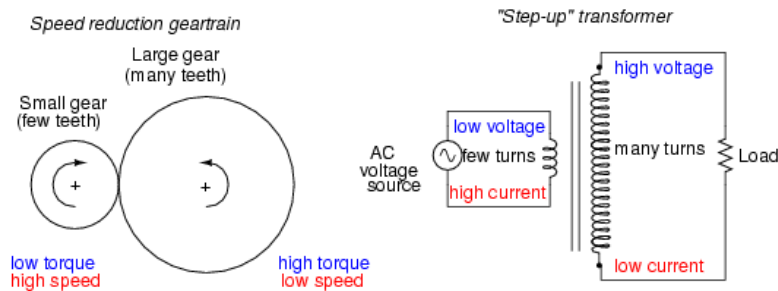 Speed reduction geartrain
Large gear
(many teeth)
Small gear
(few teeth)
+
+
low torque
high speed
high torque
low speed
"Step-up" transformer
high voltage
low voltage
AC
voltage
source
few turns
many turns
Load
high current
low current